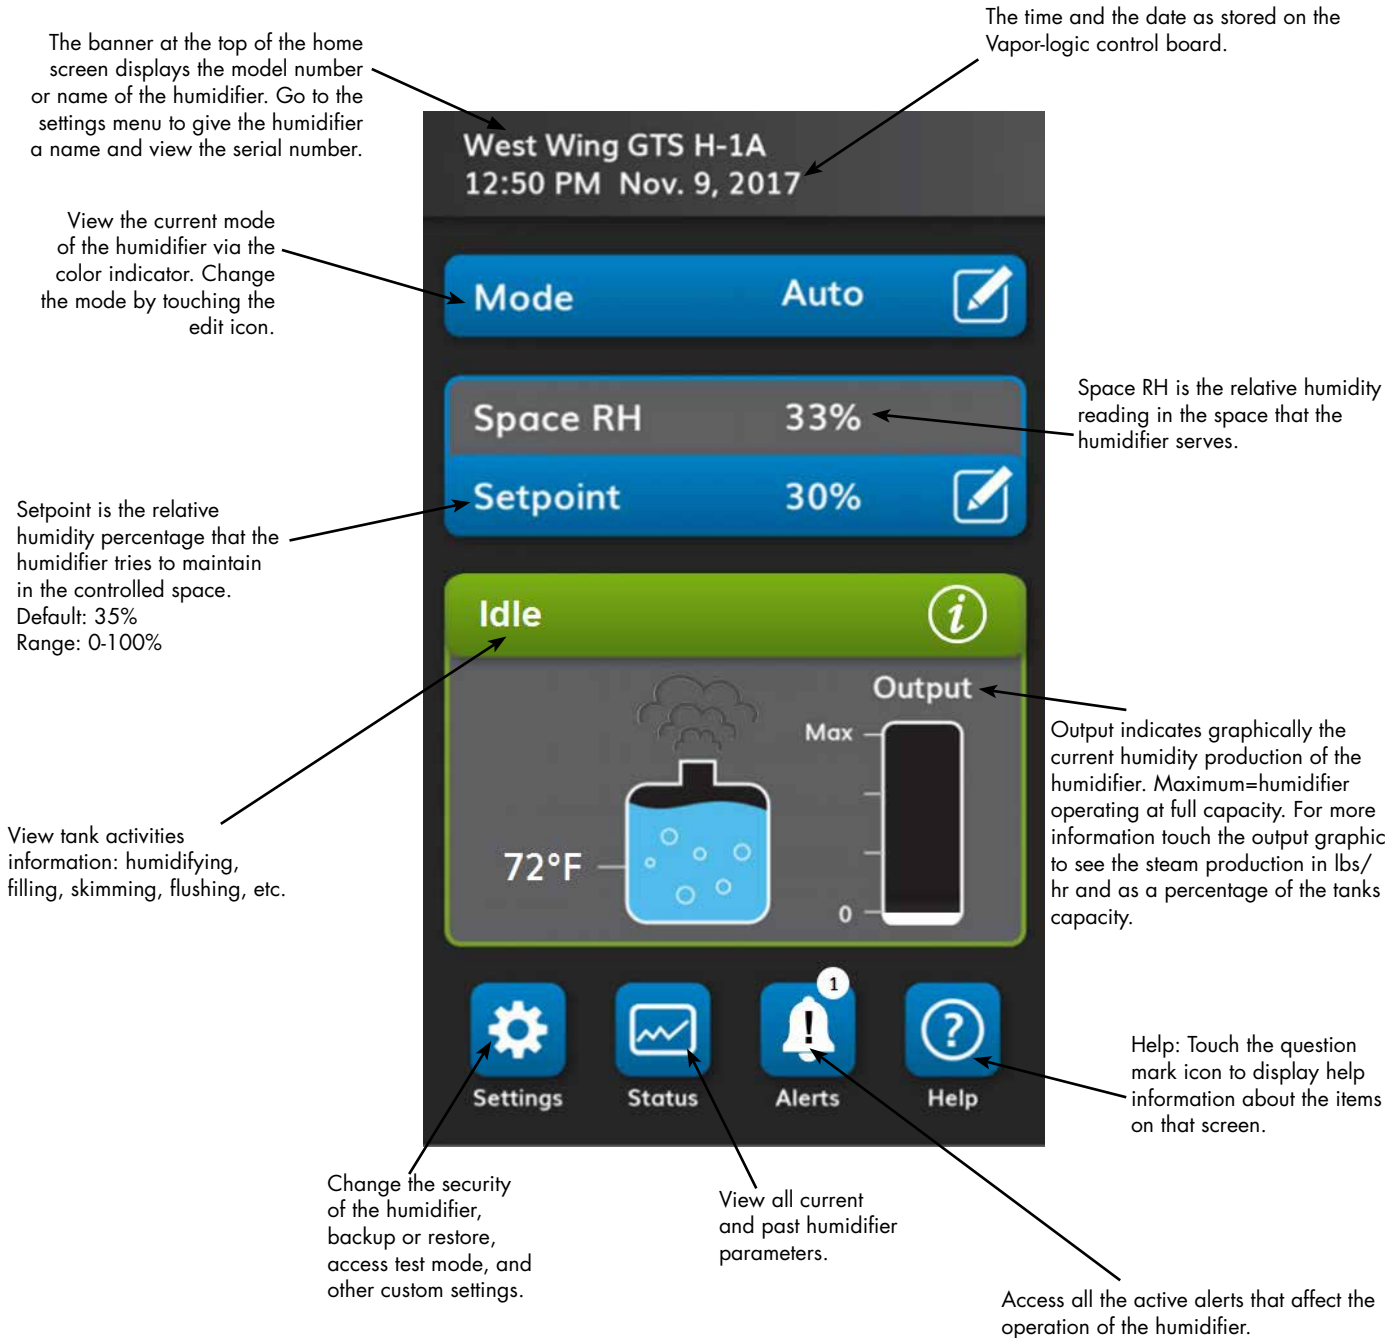 The time and the date as stored on the
Vapor-logic control board.
The banner at the top of the home
screen displays the model number
or name of the humidifier. Go to the
settings menu to give the humidifier
a name and view the serial number.
West Wing GTS H-1A
12:50 PM Nov. 9, 2017
View the current mode
of the humidifier via the
color indicator. Change
the mode by touching the
edit icon.
Mode Auto
Space RH 33%
Space RH is the relative humidity
reading in the space that the
humidifier serves.
Setpoint 30%
Setpoint is the relative
humidity percentage that the
humidifier tries to maintain
in the controlled space.
Default: 35%
Range: 0-100%
Idle
i
Output
Max
0
72°F
Output indicates graphically the
current humidity production of the
humidifier. Maximum=humidifier
operating at full capacity. For more
information touch the output graphic
to see the steam production in lbs/
hr and as a percentage of the tanks
capacity.
View tank activities
information: humidifying,
filling, skimming, flushing, etc.
1
!
?
Settings Status Alerts Help
Help: Touch the question
mark icon to display help
information about the items
on that screen.
Change the security
of the humidifier,
backup or restore,
access test mode, and
other custom settings.
View all current
and past humidifier
parameters.
Access all the active alerts that affect the
operation of the humidifier.